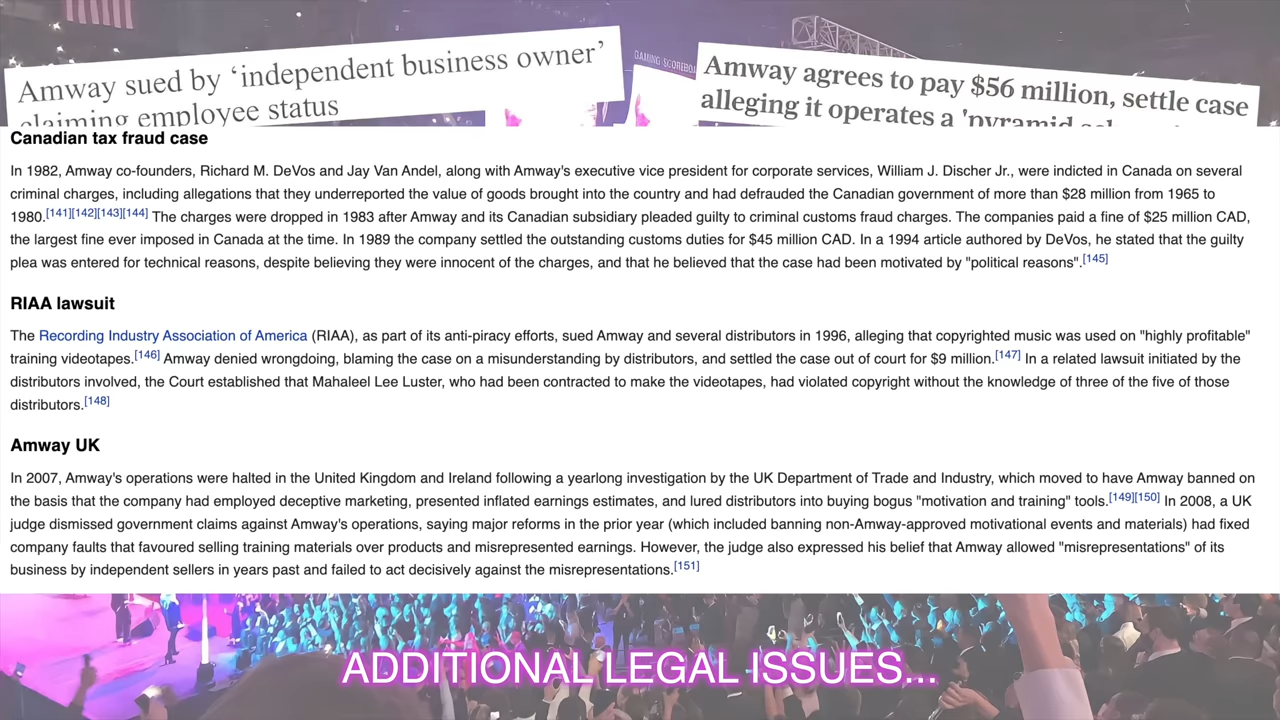 Amway sued by ‘independent business owner’
claiming employee status
GAMING SCOREBOA
Amway agrees to pay $56 million, settle case
alleging it operates a 'pyramid
Canadian tax fraud case
In 1982, Amway co-founders, Richard M. DeVos and Jay Van Andel, along with Amway's executive vice president for corporate services, William J. Discher Jr., were indicted in Canada on several
criminal charges, including allegations that they underreported the value of goods brought into the country and had defrauded the Canadian government of more than $28 million from 1965 to
1980.[141][142][143][144] The charges were dropped in 1983 after Amway and its Canadian subsidiary pleaded guilty to criminal customs fraud charges. The companies paid a fine of $25 million CAD,
the largest fine ever imposed in Canada at the time. In 1989 the company settled the outstanding customs duties for $45 million CAD. In a 1994 article authored by DeVos, he stated that the guilty
plea was entered for technical reasons, despite believing they were innocent of the charges, and that he believed that the case had been motivated by "political reasons".[145]
RIAA lawsuit
The Recording Industry Association of America (RIAA), as part of its anti-piracy efforts, sued Amway and several distributors in 1996, alleging that copyrighted music was used on "highly profitable"
training videotapes.[146] Amway denied wrongdoing, blaming the case on a misunderstanding by distributors, and settled the case out of court for $9 million.[147] In a related lawsuit initiated by the
distributors involved, the Court established that Mahaleel Lee Luster, who had been contracted to make the videotapes, had violated copyright without the knowledge of three of the five of those
distributors.[148]
Amway UK
In 2007, Amway's operations were halted in the United Kingdom and Ireland following a yearlong investigation by the UK Department of Trade and Industry, which moved to have Amway banned on
the basis that the company had employed deceptive marketing, presented inflated earnings estimates, and lured distributors into buying bogus "motivation and training" tools.[149][150] In 2008, a UK
judge dismissed government claims against Amway's operations, saying major reforms in the prior year (which included banning non-Amway-approved motivational events and materials) had fixed
company faults that favoured selling training materials over products and misrepresented earnings. However, the judge also expressed his belief that Amway allowed "misrepresentations" of its
business by independent sellers in years past and failed to act decisively against the misrepresentations.[151]
ADDITIONAL LEGAL ISSUES...